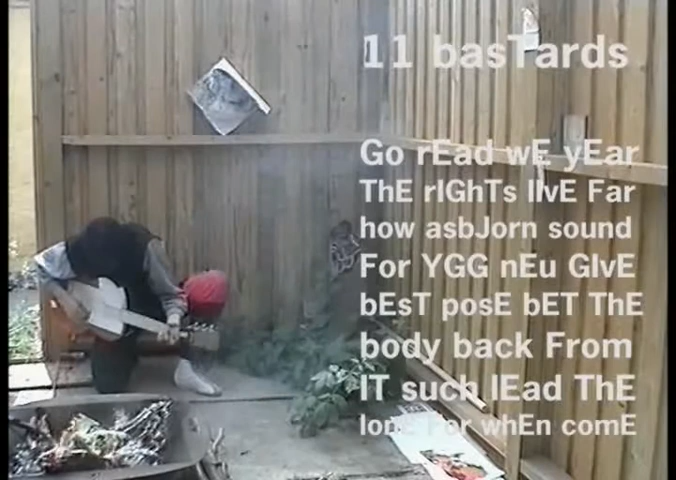 11 basTards
Go rEad wE yEar
ThE rIGhTs lIvE Far
how asbJorn sound
For YGG nEu GIvE
bEsT posE bET ThE
body back From
IT such lEad ThE
For whEn comE